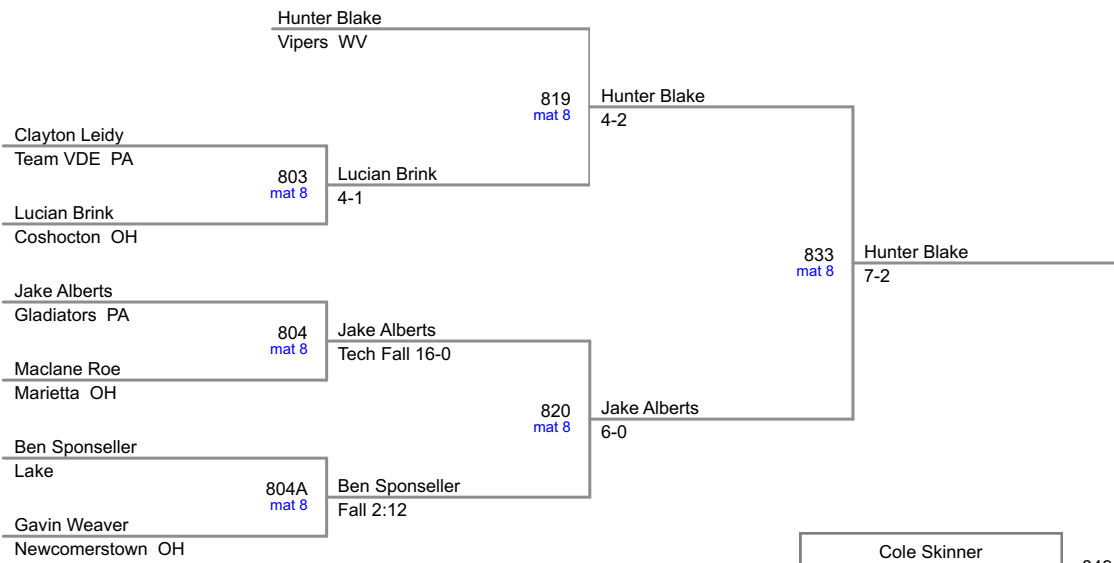 Hunter Blake
Vipers WV
819
mat 8
Hunter Blake
4-2
Clayton Leidy
Team VDE PA
803
mat 8
Lucian Brink
4-1
Lucian Brink
Coshocton OH
833
mat 8
Hunter Blake
7-2
Jake Alberts
Gladiators PA
804
mat 8
Jake Alberts
Tech Fall 16-0
Maclane Roe
Marietta OH
820
mat 8
Jake Alberts
6-0
Ben Sponseller
Lake
804A
mat 8
Ben Sponseller
Fall 2:12
Gavin Weaver
Newcomerstown OH
Cole Skinner